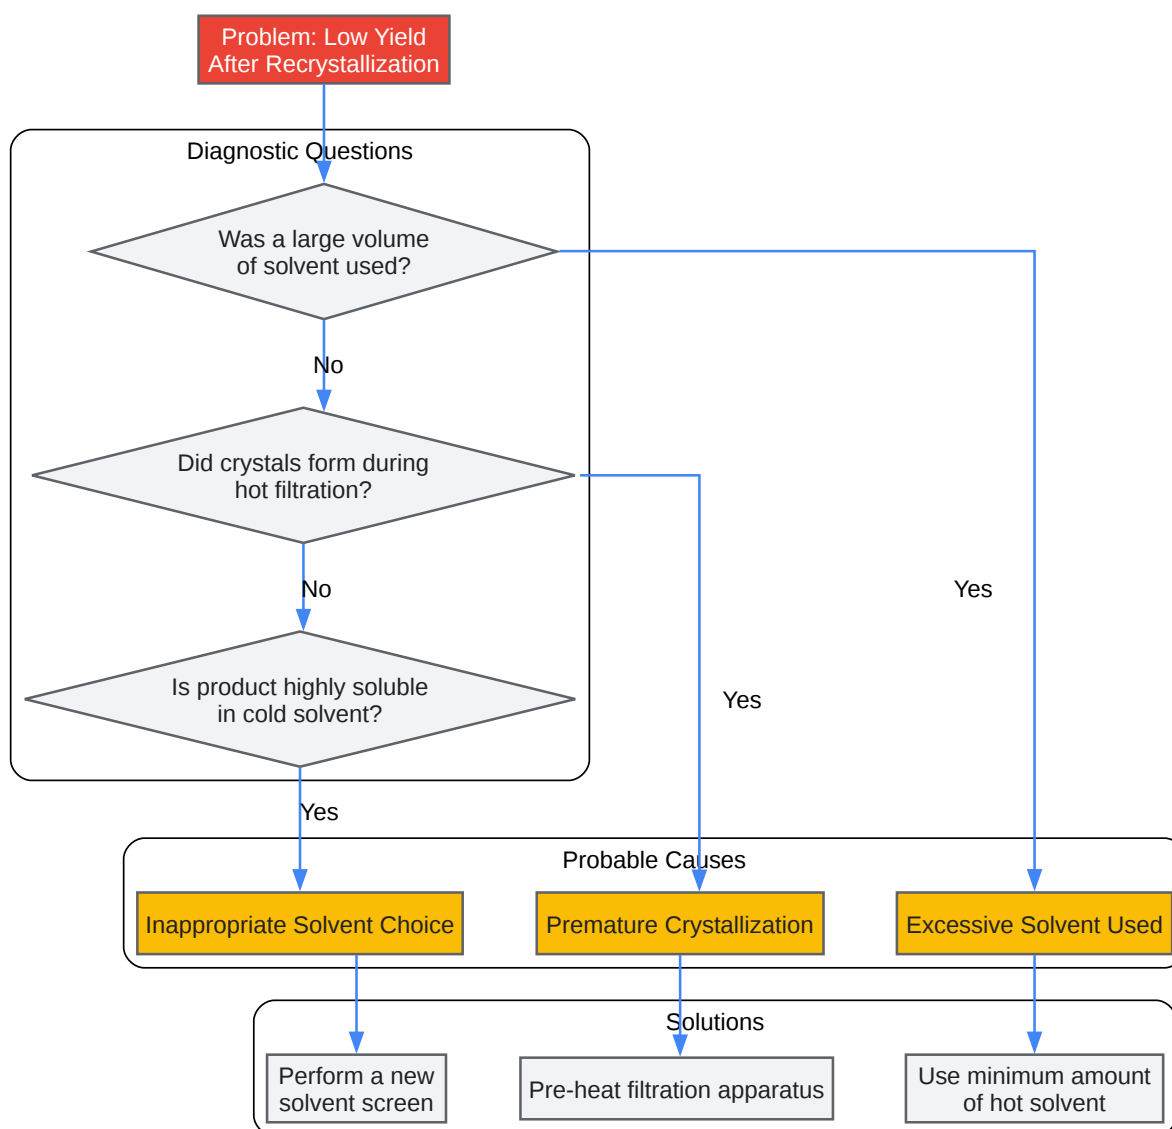 Problem: Low Yield
After Recrystallization
Diagnostic Questions
Was a large volume
of solvent used?
No
Did crystals form during
hot filtration?
No
Yes
Is product highly soluble
in cold solvent?
Yes
Yes
Probable Causes
Inappropriate Solvent Choice
Premature Crystallization
Excessive Solvent Used
Solutions
Perform a new
solvent screen
Pre-heat filtration apparatus
Use minimum amount
of hot solvent